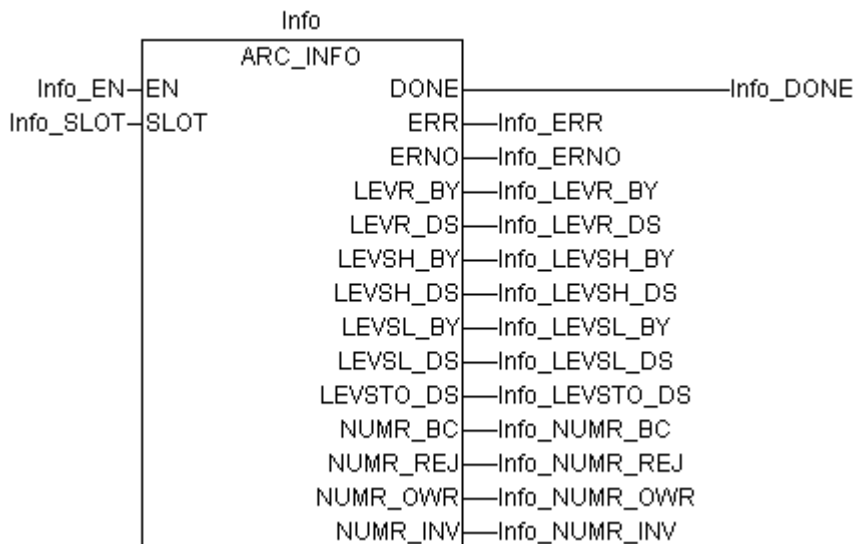 Info
ARC_INFO
Info_EN EN DONE Info_DONE
Info_SLOT SLOT ERR Info_ERR
ERNO Info_ERNO
LEVR_BY Info_LEVR_BY
LEVR_DS Info_LEVR_DS
LEVSH_BY Info_LEVSH_BY
LEVSH_DS Info_LEVSH_DS
LEVSL_BY Info_LEVSL_BY
LEVSL_DS Info_LEVSL_DS
LEVSTO_DS Info_LEVSTO_DS
NUMR_BC Info_NUMR_BC
NUMR_REJ Info_NUMR_REJ
NUMR_OWR Info_NUMR_OWR
NUMR_INV Info_NUMR_INV